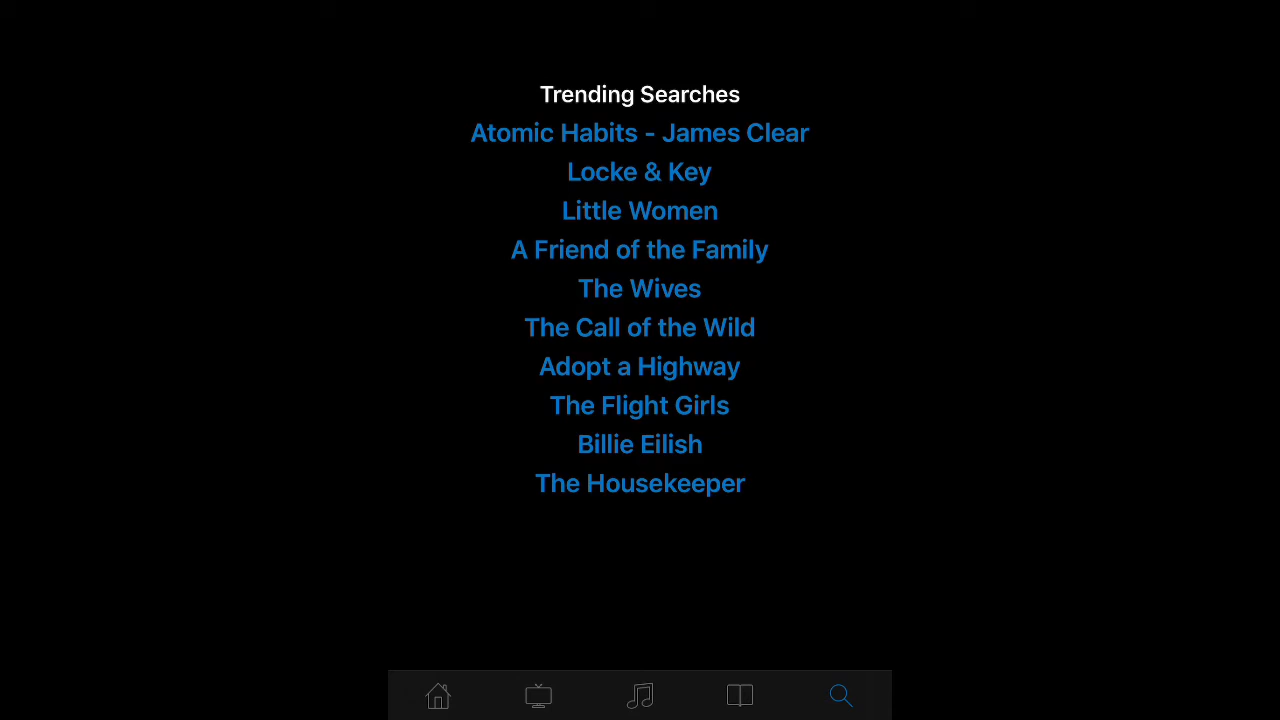 Trending Searches
Atomic Habits - James Clear
Locke & Key
Little Women
A Friend of the Family
The Wives
The Call of the Wild
Adopt a Highway
The Flight Girls
Billie Eilish
The Housekeeper